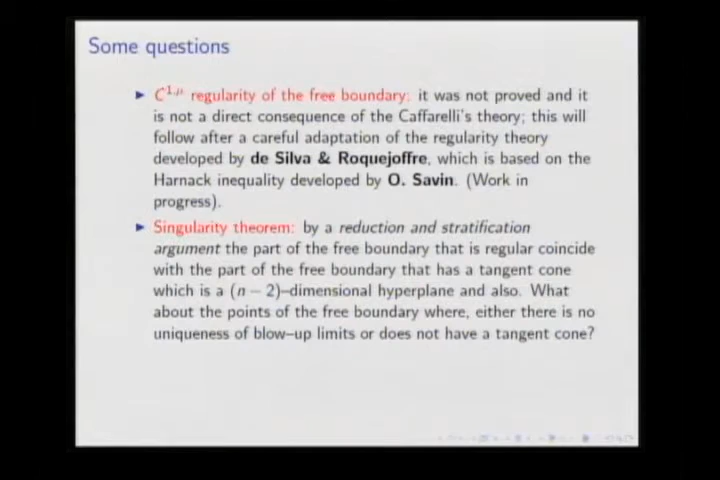 Some questions
► C^{1,μ} regularity of the free boundary: it was not proved and it
is not a direct consequence of the Caffarelli's theory; this will
follow after a careful adaptation of the regularity theory
developed by de Silva & Roquejoffre, which is based on the
Harnack inequality developed by O. Savin. (Work in
progress).
► Singularity theorem: by a reduction and stratification
argument the part of the free boundary that is regular coincide
with the part of the free boundary that has a tangent cone
which is a (n − 2)–dimensional hyperplane and also. What
about the points of the free boundary where, either there is no
uniqueness of blow–up limits or does not have a tangent cone?